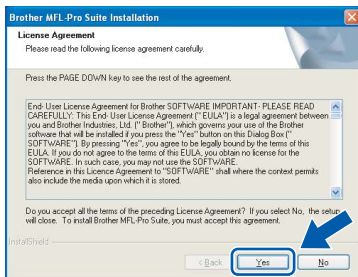 Brother MFL-Pro Suite Installation
License Agreement
Please read the following license agreement carefully.
Press the PAGE DOWN key to see the rest of the agreement.
End- User License Agreement for Brother SOFTWARE IMPORTANT- PLEASE READ
CAREFULLY: This End- User License Agreement (" EULA") is a legal agreement between
you and Brother Industries, Ltd. (" Brother"), which governs your use of the Brother
software that will be installed if you press the "Yes" button on this Dialog Box ("
SOFTWARE"). By pressing "Yes", you agree to be legally bound by the terms of this
EULA. If you do not agree to the terms of this EULA, you obtain no license for the
SOFTWARE. In such case, you may not use the SOFTWARE.
Reference in this Licence Agreement to "SOFTWARE" shall where the context permits
also include the media upon which it is stored.
Do you accept all the terms of the preceding License Agreement? If you select No, the setup
will close. To install Brother MFL-Pro Suite, you must accept this agreement.
InstallShield
< Back
Yes
No